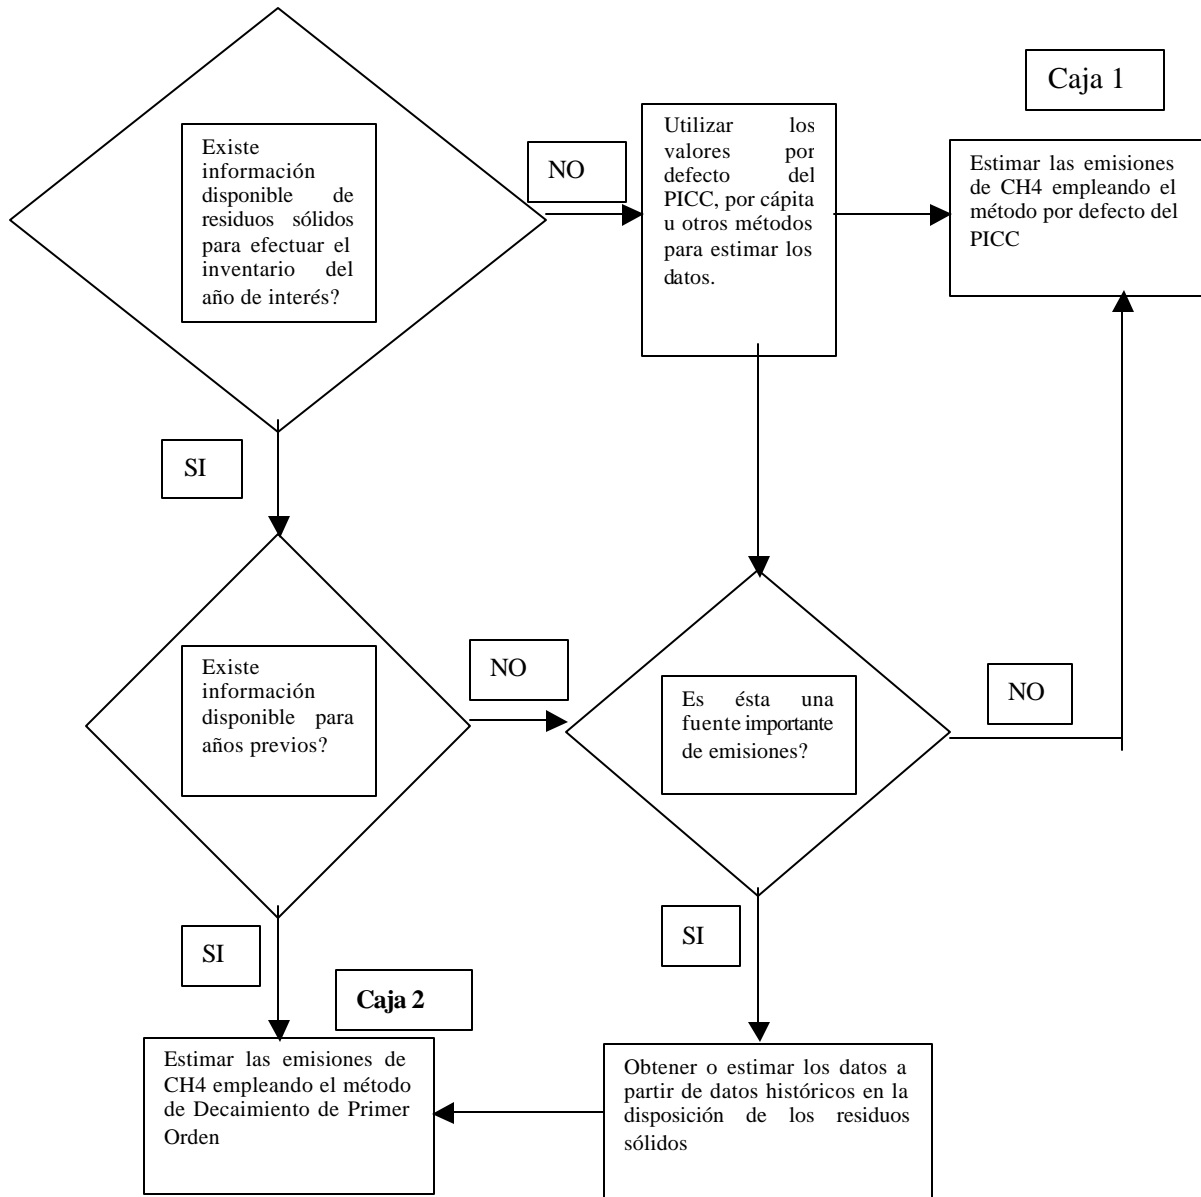 Caja 1
Existe
información
disponible de
residuos sólidos
para efectuar el
inventario del
año de interés?
NO
Utilizar los
valores por
defecto del
PICC, por cápita
u otros métodos
para estimar los
datos.
Estimar las emisiones
de CH4 empleando el
método por defecto del
PICC
SI
Existe
información
disponible para
años previos?
NO
Es ésta una
fuente importante
de emisiones?
NO
SI
SI
Caja 2
Estimar las emisiones de
CH4 empleando el método
de Decaimiento de Primer
Orden
Obtener o estimar los datos a
partir de datos históricos en la
disposición de los residuos
sólidos